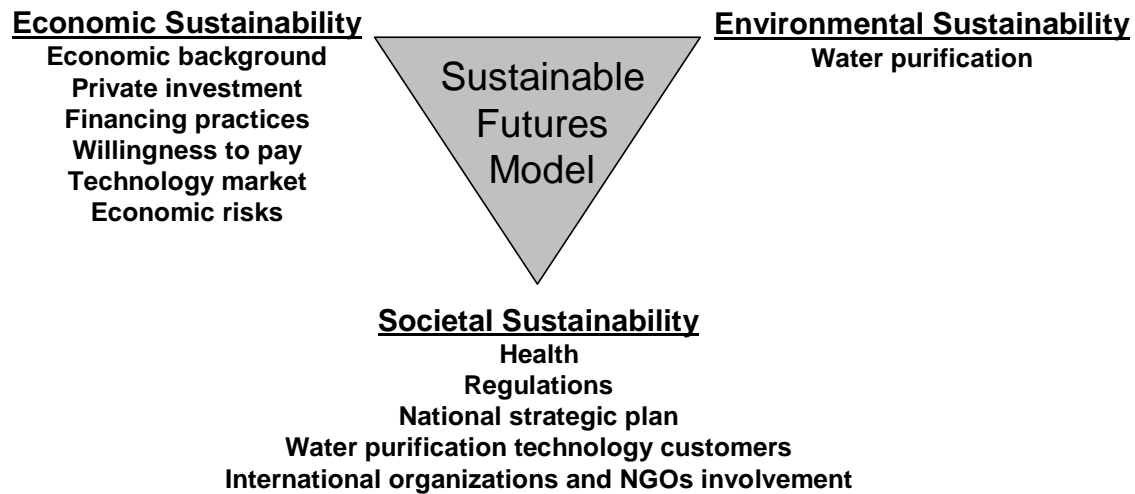 Economic Sustainability
Economic background
Private investment
Financing practices
Willingness to pay
Technology market
Economic risks
Sustainable
Futures
Model
Environmental Sustainability
Water purification
Societal Sustainability
Health
Regulations
National strategic plan
Water purification technology customers
International organizations and NGOs involvement